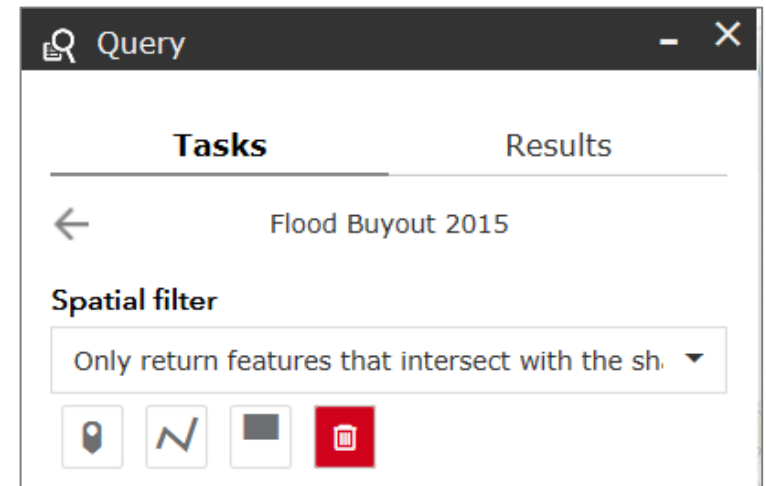 Query
Tasks Results
Flood Buyout 2015
Spatial filter
Only return features that intersect with the sh